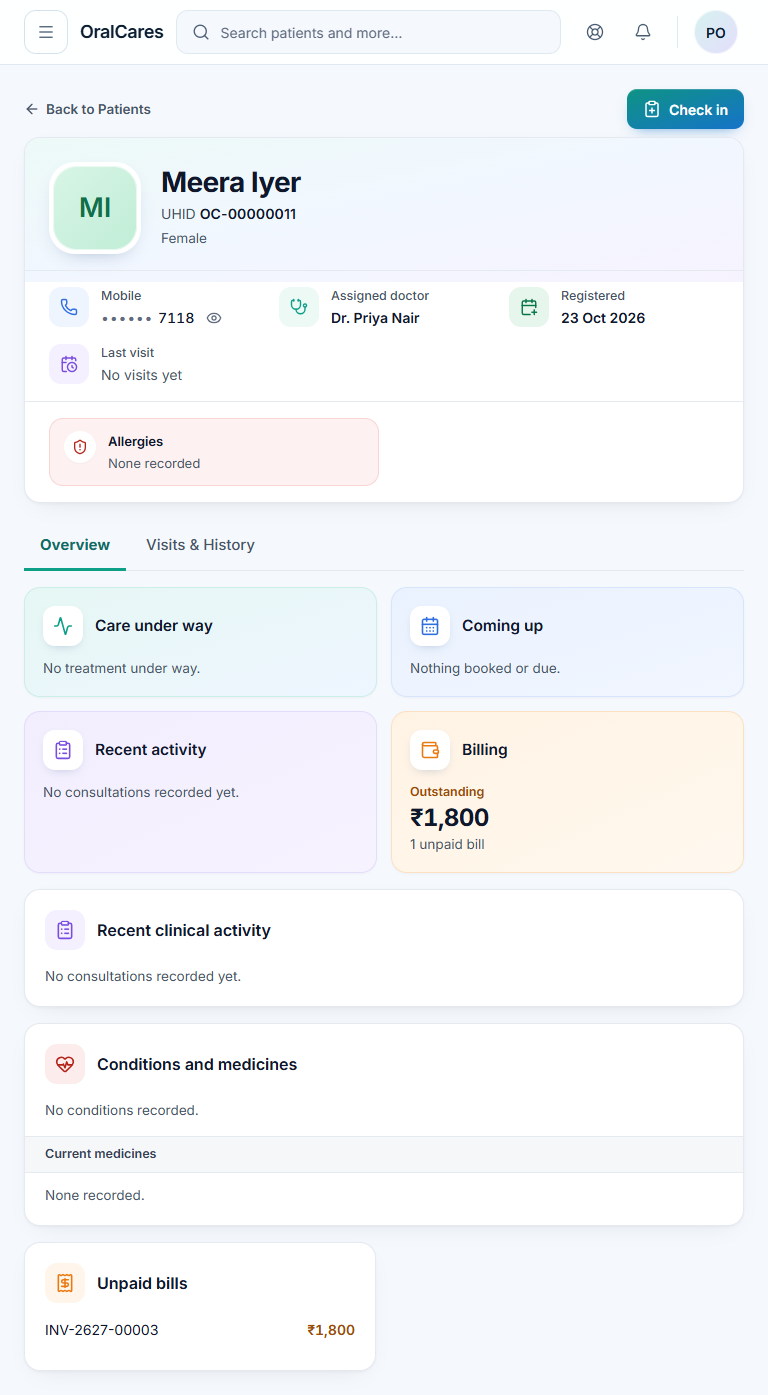 OralCares
Search patients and more...
PO
Back to Patients
Check in
MI
Meera Iyer
UHID OC-00000011
Female
Mobile
•••••• 7118
Assigned doctor
Dr. Priya Nair
Registered
23 Oct 2026
Last visit
No visits yet
Allergies
None recorded
Overview
Visits & History
Care under way
No treatment under way.
Coming up
Nothing booked or due.
Recent activity
No consultations recorded yet.
Billing
Outstanding
₹1,800
1 unpaid bill
Recent clinical activity
No consultations recorded yet.
Conditions and medicines
No conditions recorded.
Current medicines
None recorded.
Unpaid bills
INV-2627-00003
₹1,800